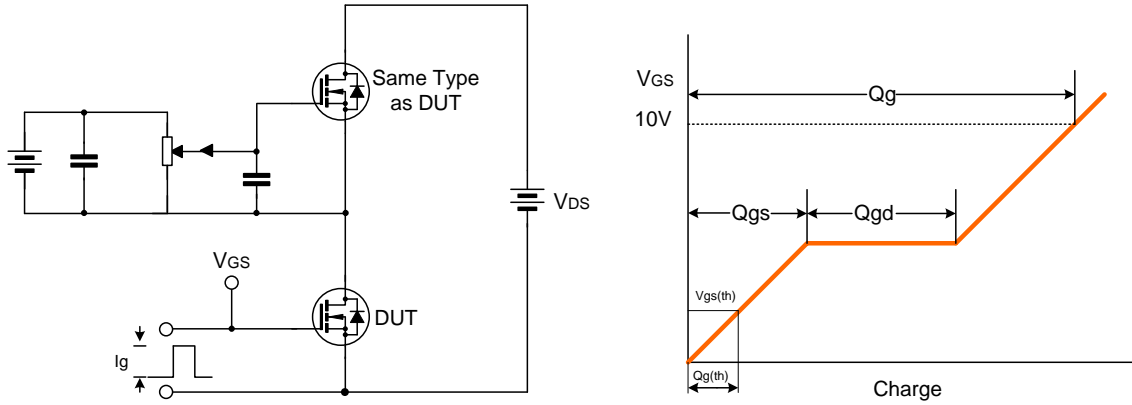 Same Type
as DUT
VDS
VGS
DUT
Ig
VGS
10V
Qg
Qgs
Qgd
Vgs(th)
Qg(th)
Charge